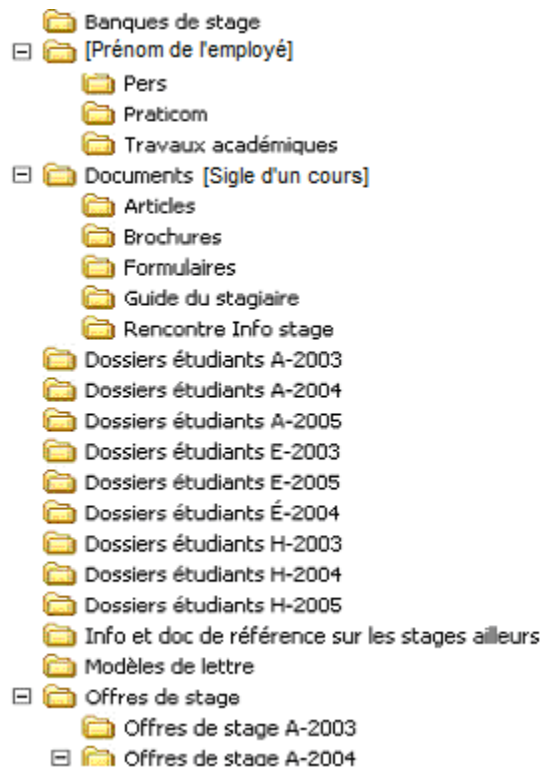 Banques de stage
[Prénom de l'employé]
Pers
Praticom
Travaux académiques
Documents [Sigle d'un cours]
Articles
Brochures
Formulaires
Guide du stagiaire
Rencontre Info stage
Dossiers étudiants A-2003
Dossiers étudiants A-2004
Dossiers étudiants A-2005
Dossiers étudiants E-2003
Dossiers étudiants E-2005
Dossiers étudiants É-2004
Dossiers étudiants H-2003
Dossiers étudiants H-2004
Dossiers étudiants H-2005
Info et doc de référence sur les stages ailleurs
Modèles de lettre
Offres de stage
Offres de stage A-2003
Offres de stage A-2004